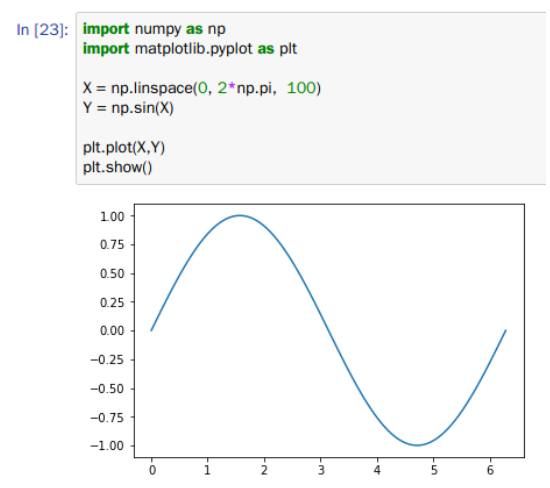 In [23]: import numpy as np
import matplotlib.pyplot as plt
X = np.linspace(0, 2*np.pi, 100)
Y = np.sin(X)
plt.plot(X,Y)
plt.show()
1.00
0.75
0.50
0.25
0.00
−0.25
−0.50
−0.75
−1.00
0 1 2 3 4 5 6